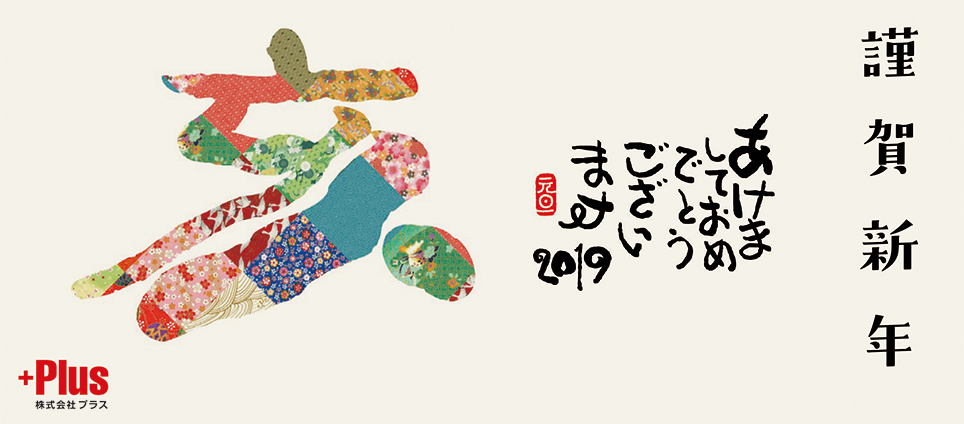 謹賀新年
あけま
しておめ
でとう
ござい
ます
2019
元旦
亥
+Plus
株式会社プラス